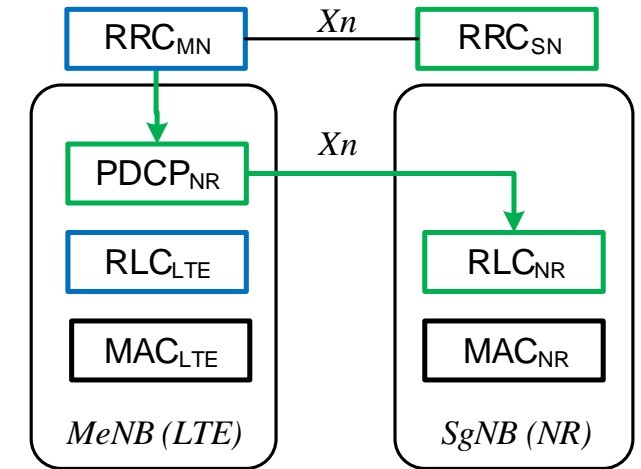 RRCMN Xn RRCSN
PDCPNR Xn
RLCLTE RLCNR
MACLTE MACNR
MeNB (LTE) SgNB (NR)